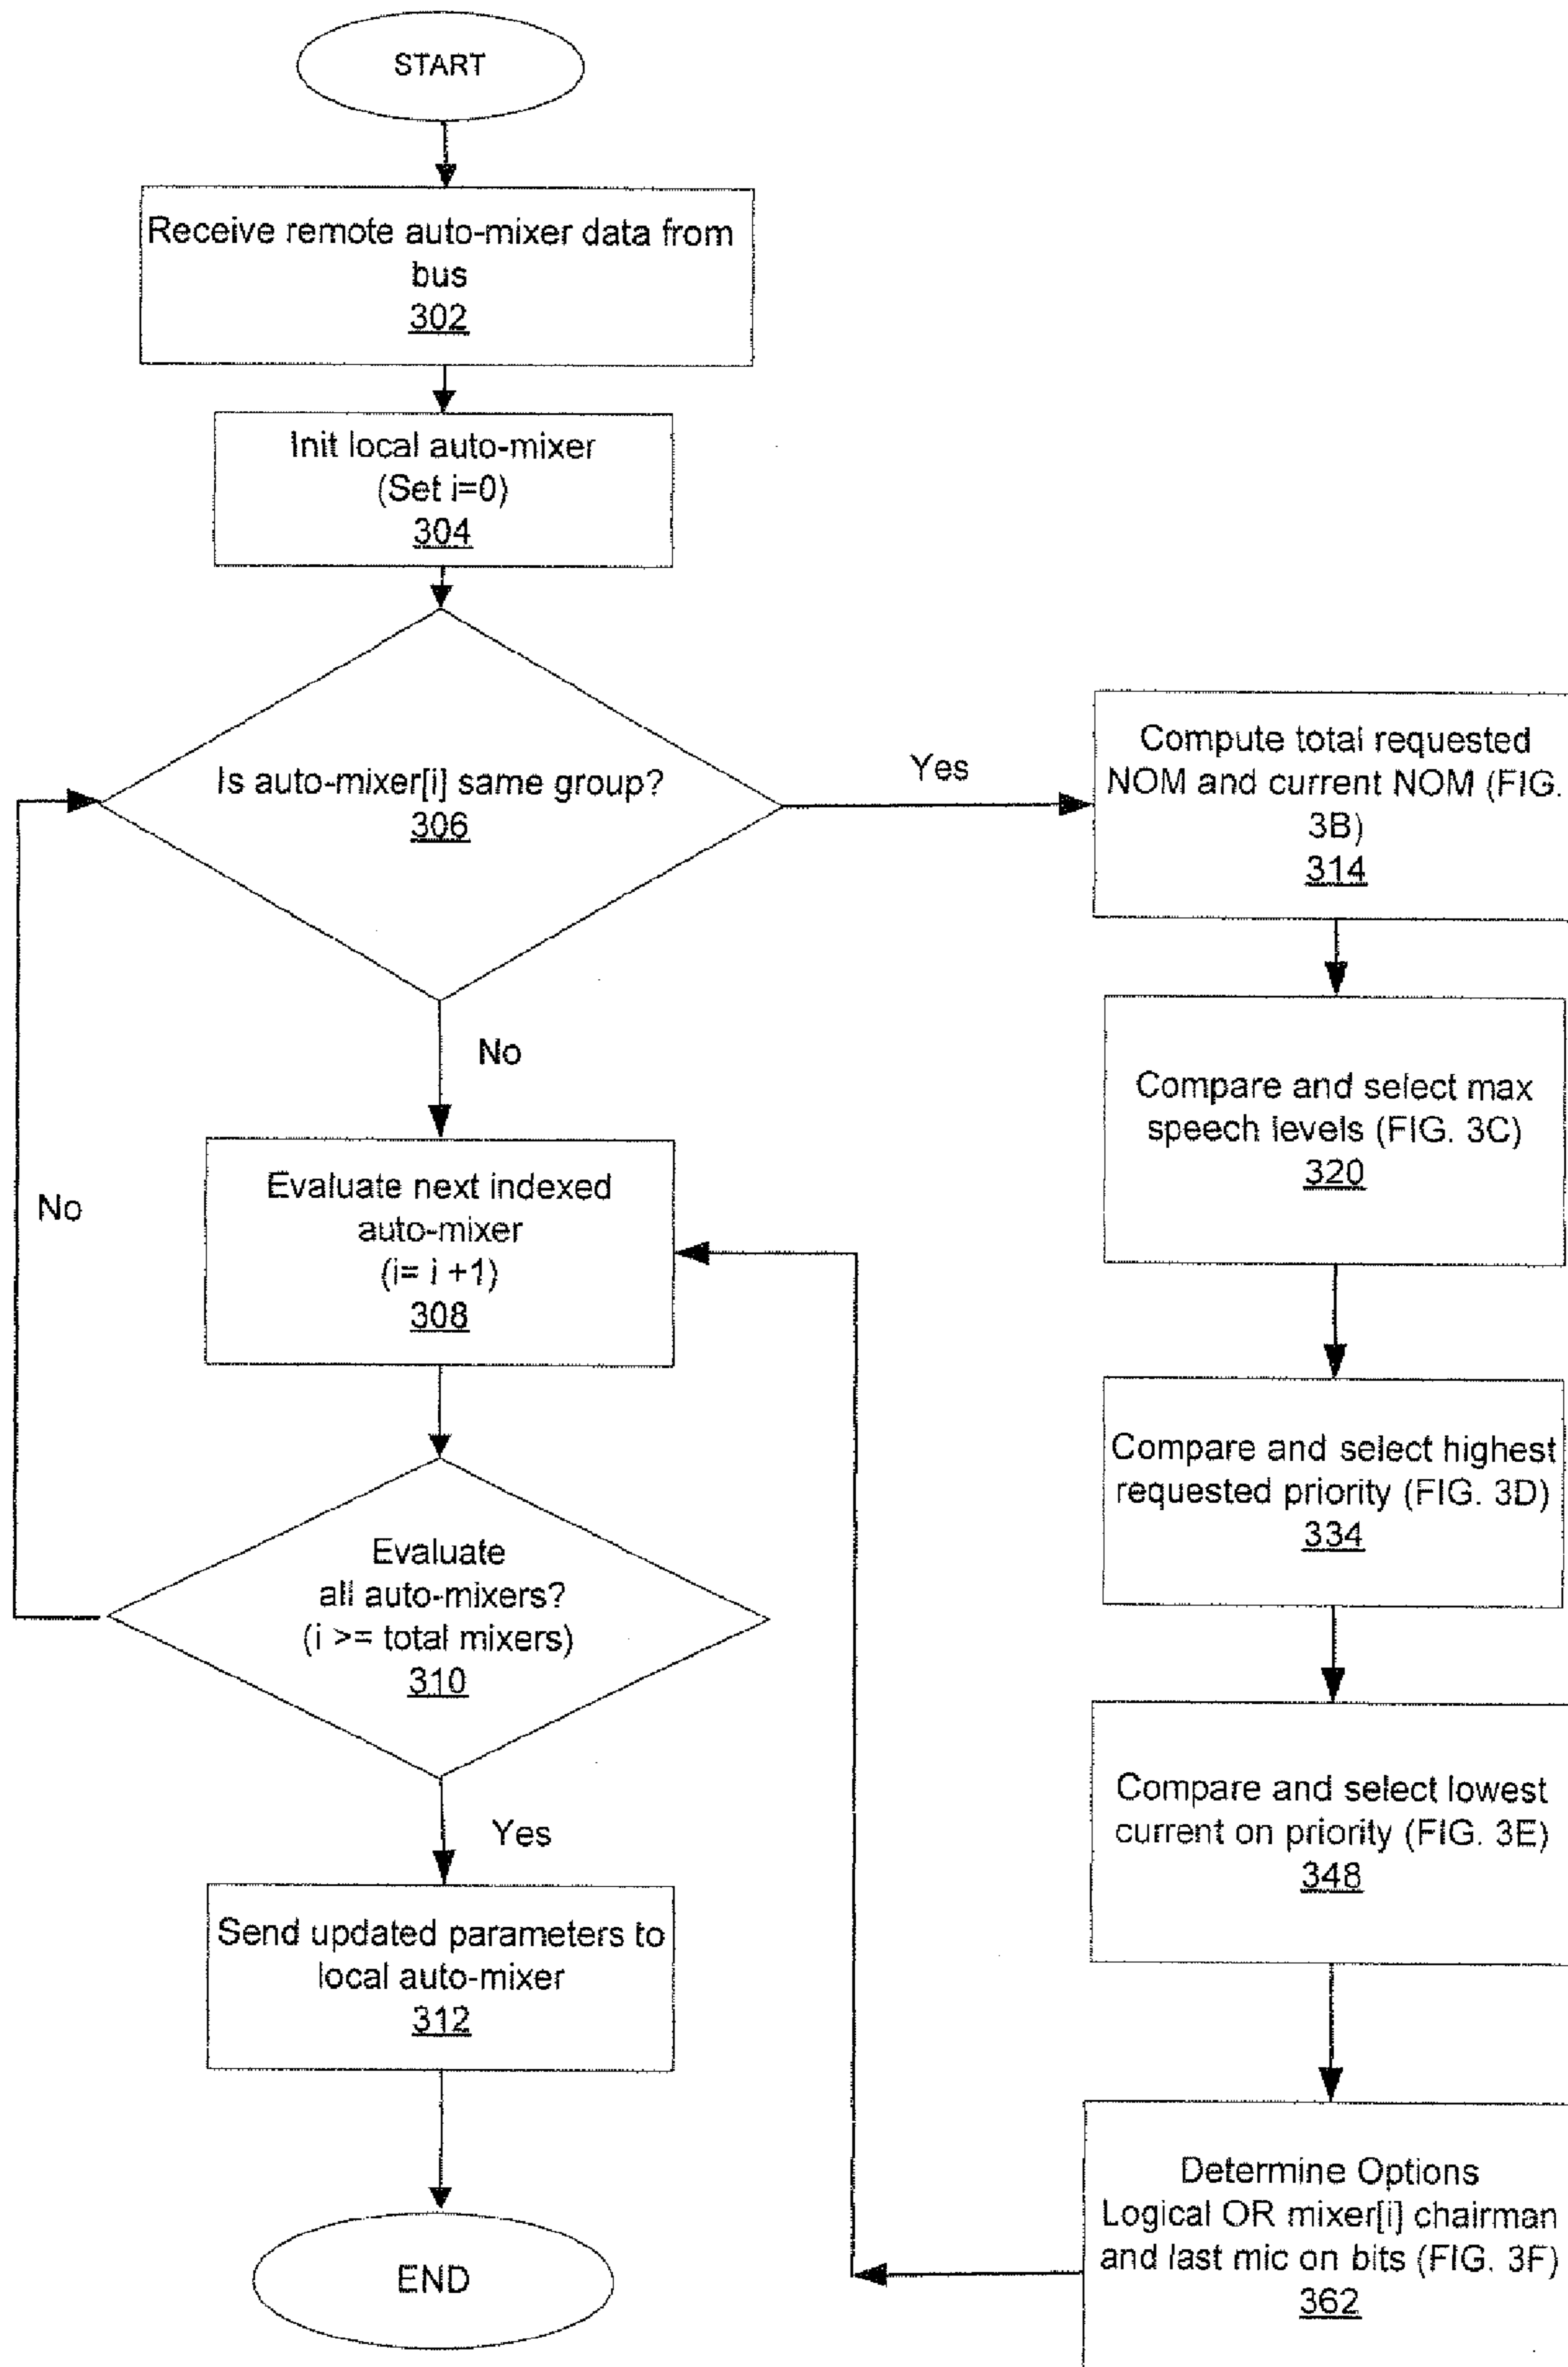 START
Receive remote auto-mixer data from
bus
302
Init local auto-mixer
(Set i=0)
304
Is auto-mixer[i] same group?
306
Yes
No
Compute total requested
NOM and current NOM (FIG.
3B)
314
Compare and select max
speech levels (FIG. 3C)
320
Evaluate next indexed
auto-mixer
(i= i +1)
308
No
Compare and select highest
requested priority (FIG. 3D)
334
Evaluate
all auto-mixers?
(i >= total mixers)
310
Yes
Compare and select lowest
current on priority (FIG. 3E)
348
Send updated parameters to
local auto-mixer
312
Determine Options
Logical OR mixer[i] chairman
and last mic on bits (FIG. 3F)
362
END